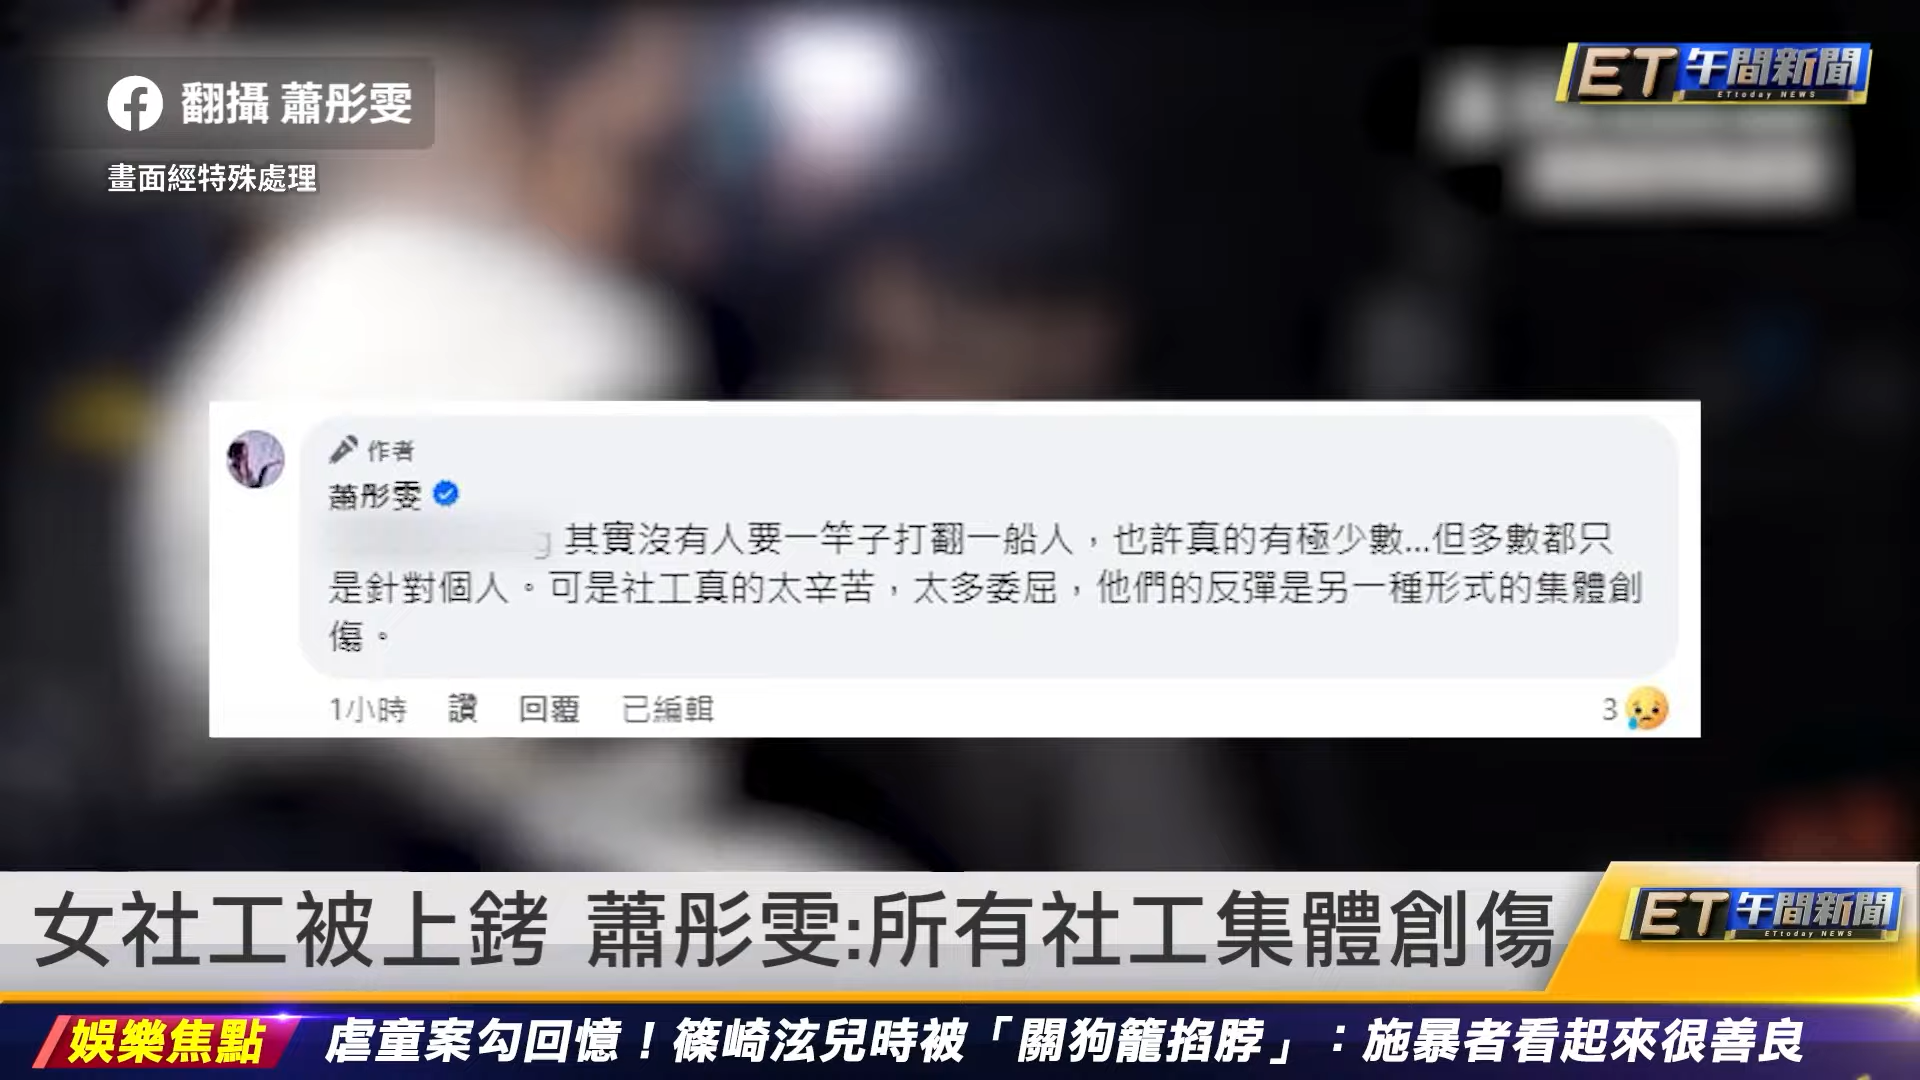 翻攝 蕭彤雯
畫面經特殊處理
ET 午間新聞
ETtoday NEWS
作者
蕭彤雯
g 其實沒有人要一竿子打翻一船人，也許真的有極少數...但多數都只
是針對個人。可是社工真的太辛苦，太多委屈，他們的反彈是另一種形式的集體創
傷。
1小時 讚 回覆 已編輯 3
女社工被上銬 蕭彤雯:所有社工集體創傷
ET 午間新聞
ETtoday NEWS
娛樂焦點 虐童案勾回憶！篠崎泫兒時被「關狗籠掐脖」：施暴者看起來很善良